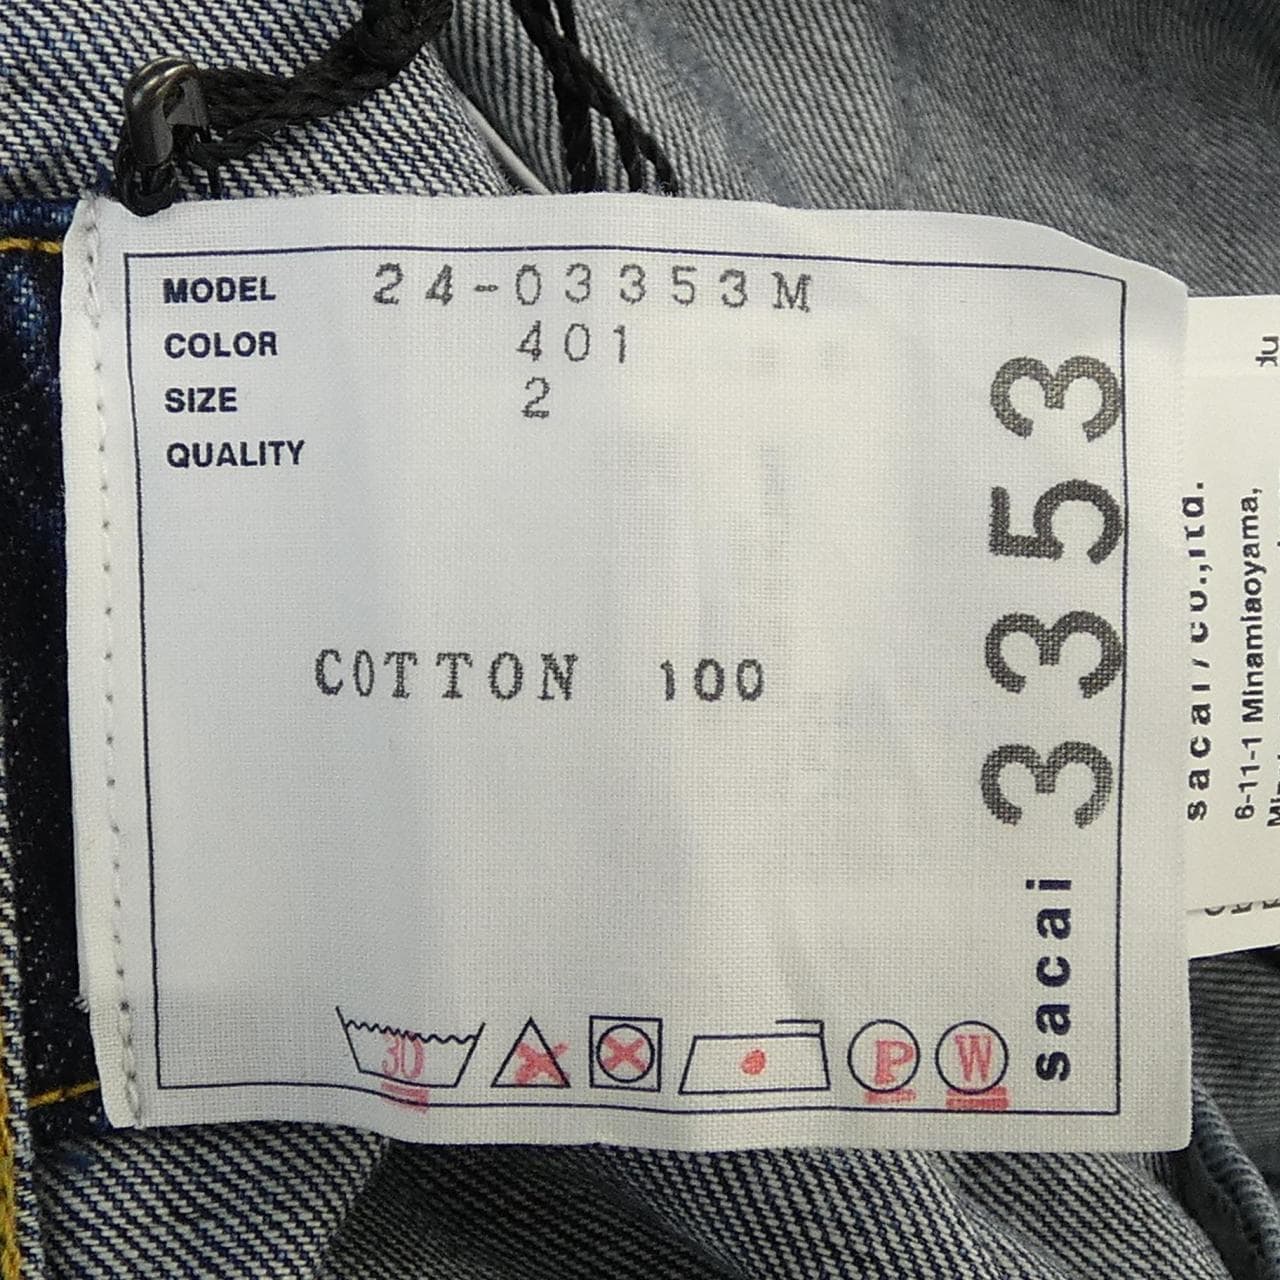 MODEL 24-03353M
COLOR 401
SIZE 2
QUALITY
COTTON 100
30
P
W
sacai 3353
sacai / co.,ltd.
6-11-1 Minamiaoyama,